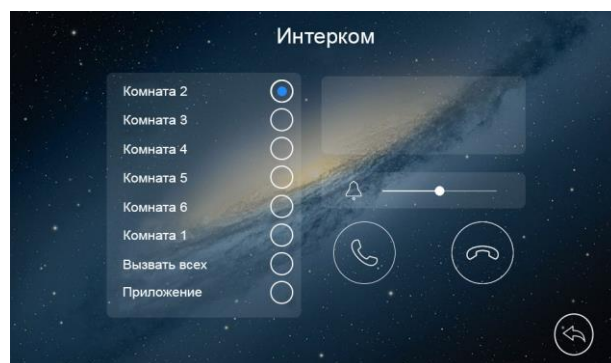 Интерком
Комната 2
Комната 3
Комната 4
Комната 5
Комната 6
Комната 1
Вызвать всех
Приложение